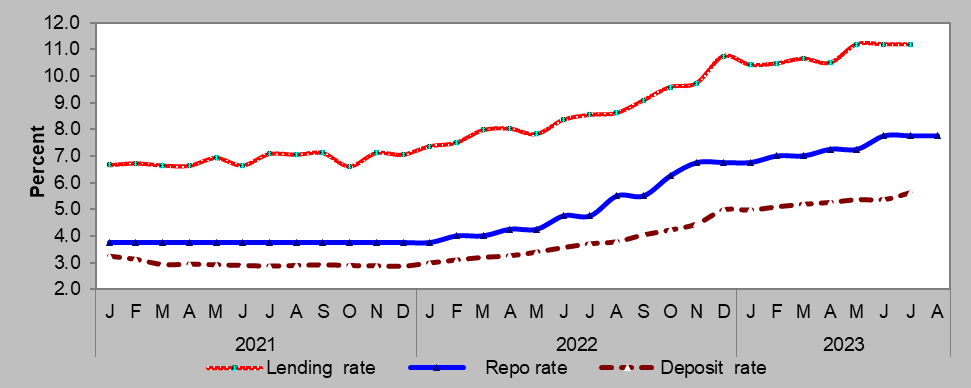 12.0
11.0
10.0
9.0
8.0
7.0
6.0
5.0
4.0
3.0
2.0
Percent
J F M A M J J A S O N D J F M A M J J A S O N D J F M A M J J A
2021 2022 2023
Lending rate Repo rate Deposit rate